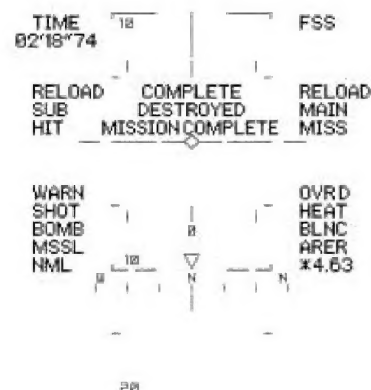 TIME 10 FSS
02'18"74
RELOAD COMPLETE RELOAD
SUB DESTROYED MAIN
HIT MISSION COMPLETE MISS
WARN OVRD
SHOT HEAT
BOMB 0 BLNC
MSSL ARER
NML 10 *4.63
W N N
20